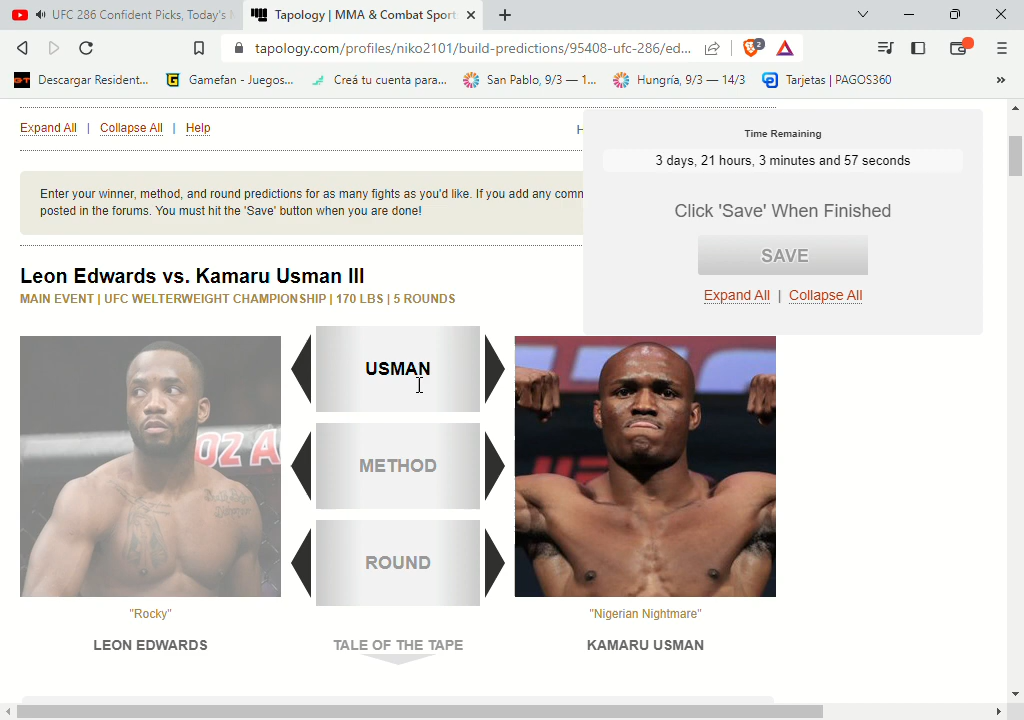 UFC 286 Confident Picks, Today's
Tapology | MMA & Combat Sport
tapology.com/profiles/niko2101/build-predictions/95408-ufc-286/ed...
2
Descargar Resident...
Gamefan - Juegos...
Creá tu cuenta para...
San Pablo, 9/3 — 1...
Hungría, 9/3 — 14/3
Tarjetas | PAGOS360
»
Expand All | Collapse All | Help
H
Time Remaining
3 days, 21 hours, 3 minutes and 57 seconds
Click 'Save' When Finished
SAVE
Expand All | Collapse All
Enter your winner, method, and round predictions for as many fights as you'd like. If you add any comm
posted in the forums. You must hit the 'Save' button when you are done!
Leon Edwards vs. Kamaru Usman III
MAIN EVENT | UFC WELTERWEIGHT CHAMPIONSHIP | 170 LBS | 5 ROUNDS
USMAN
METHOD
ROUND
OZ A
"Rocky"
"Nigerian Nightmare"
LEON EDWARDS
TALE OF THE TAPE
KAMARU USMAN